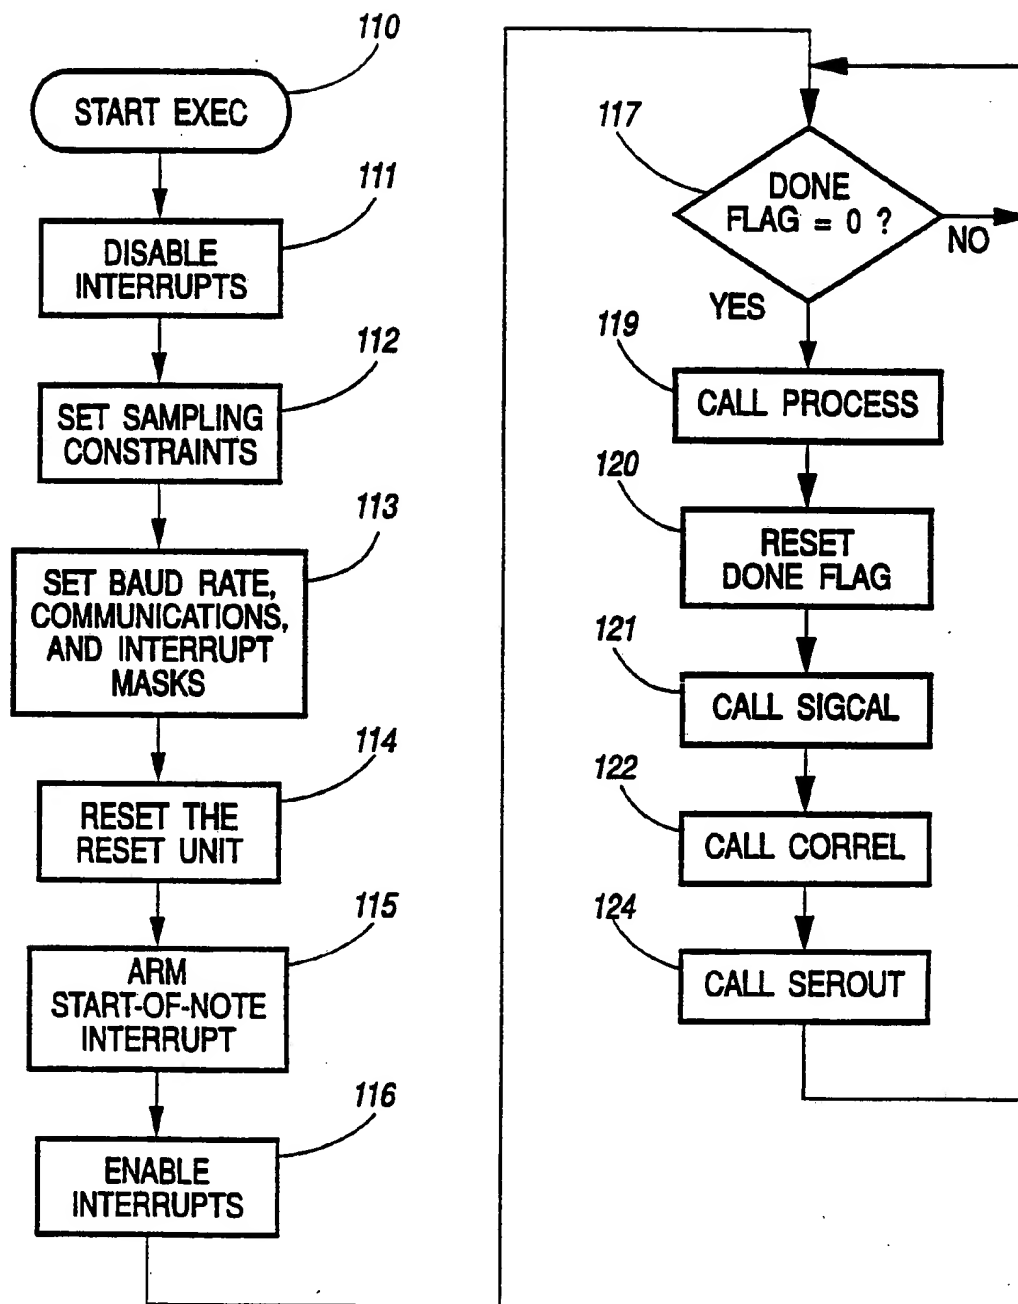 110
START EXEC
111
DISABLE
INTERRUPTS
112
SET SAMPLING
CONSTRAINTS
113
SET BAUD RATE,
COMMUNICATIONS,
AND INTERRUPT
MASKS
114
RESET THE
RESET UNIT
115
ARM
START-OF-NOTE
INTERRUPT
116
ENABLE
INTERRUPTS
117
DONE
FLAG = 0 ?
NO
YES
119
CALL PROCESS
120
RESET
DONE FLAG
121
CALL SIGCAL
122
CALL CORREL
124
CALL SEROUT